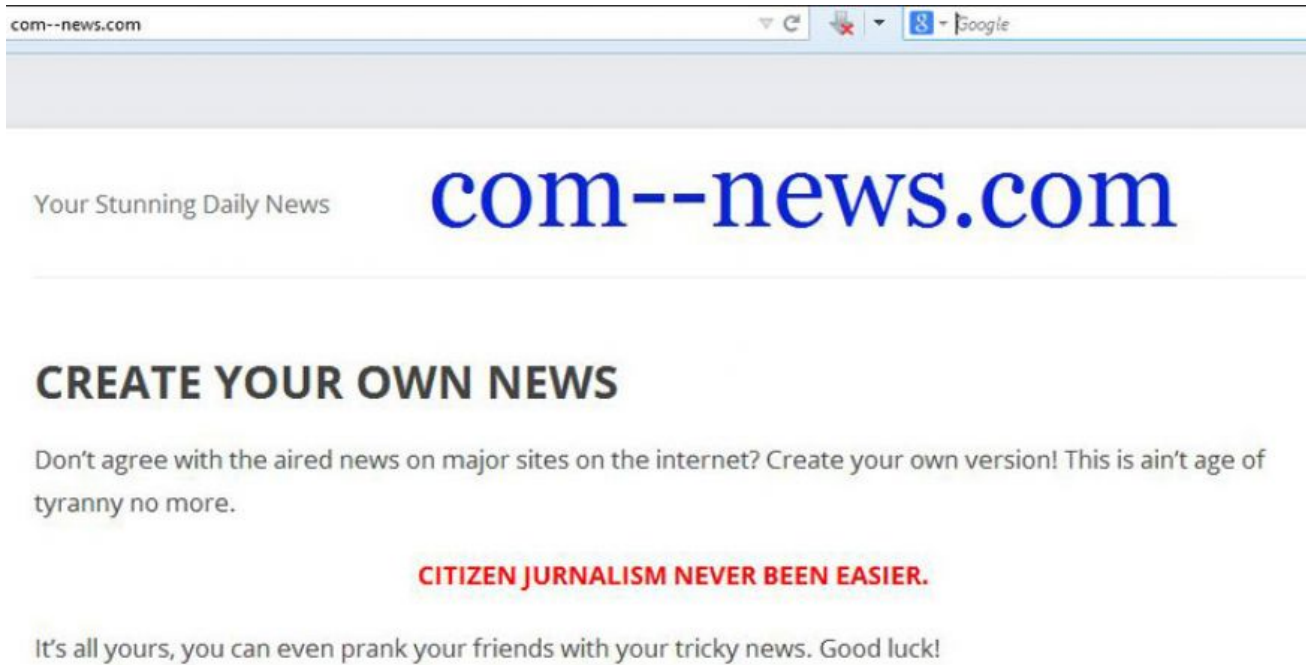 com--news.com
Google
Your Stunning Daily News
com--news.com
CREATE YOUR OWN NEWS
Don't agree with the aired news on major sites on the internet? Create your own version! This is ain't age of
tyranny no more.
CITIZEN JURNALISM NEVER BEEN EASIER.
It's all yours, you can even prank your friends with your tricky news. Good luck!